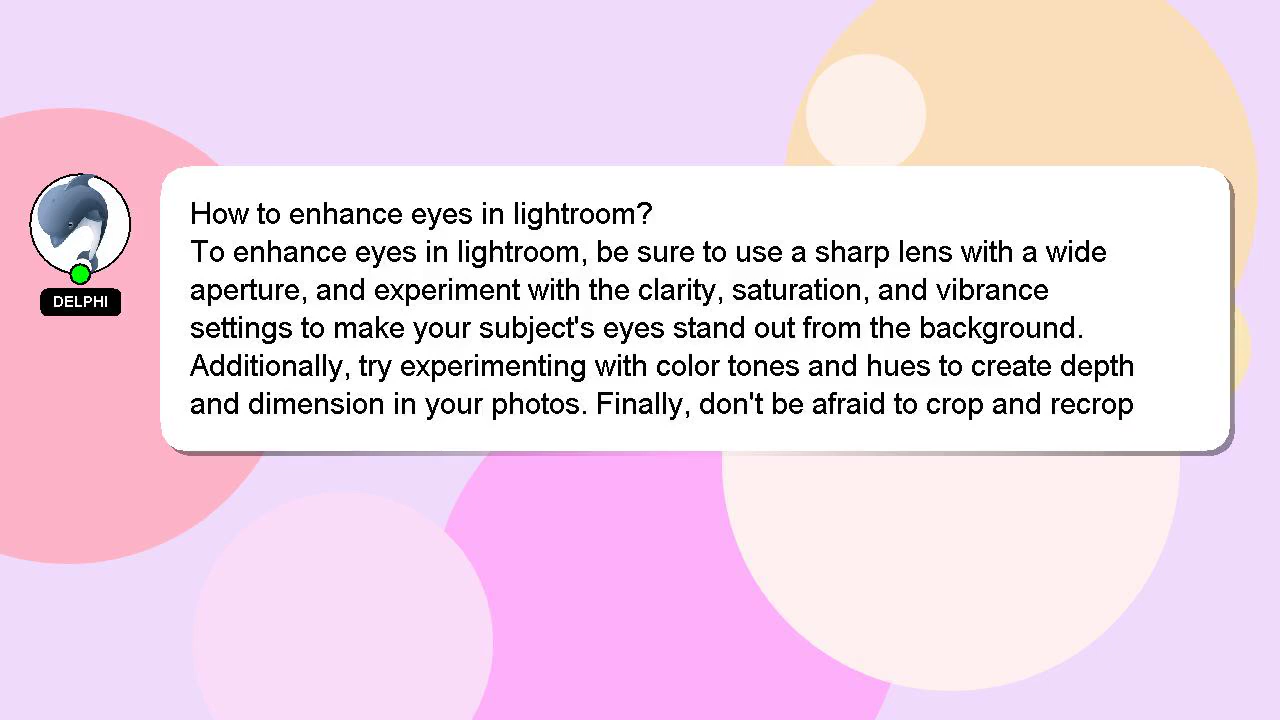 How to enhance eyes in lightroom?
To enhance eyes in lightroom, be sure to use a sharp lens with a wide
aperture, and experiment with the clarity, saturation, and vibrance
settings to make your subject's eyes stand out from the background.
Additionally, try experimenting with color tones and hues to create depth
and dimension in your photos. Finally, don't be afraid to crop and recrop
DELPHI